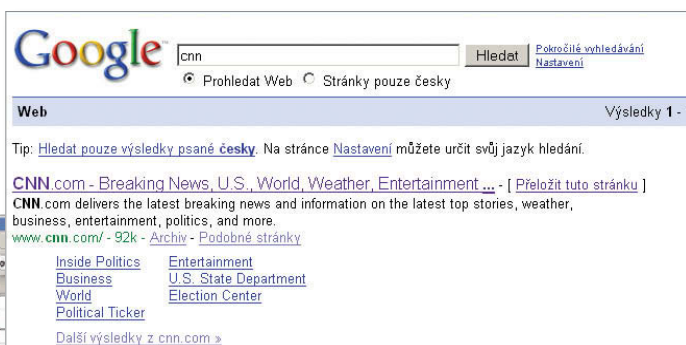 Google cnn Hledat Pokročilé vyhledávání
Nastavení
Prohledat Web Stránky pouze česky
Web Výsledky 1 -
Tip: Hledat pouze výsledky psané česky. Na stránce Nastavení můžete určit svůj jazyk hledání.
CNN.com - Breaking News, U.S., World, Weather, Entertainment ... - [ Přeložit tuto stránku ]
CNN.com delivers the latest breaking news and information on the latest top stories, weather,
business, entertainment, politics, and more.
www.cnn.com/ - 92k - Archiv - Podobné stránky
Inside Politics Entertainment
Business U.S. State Department
World Election Center
Political Ticker
Další výsledky z cnn.com »